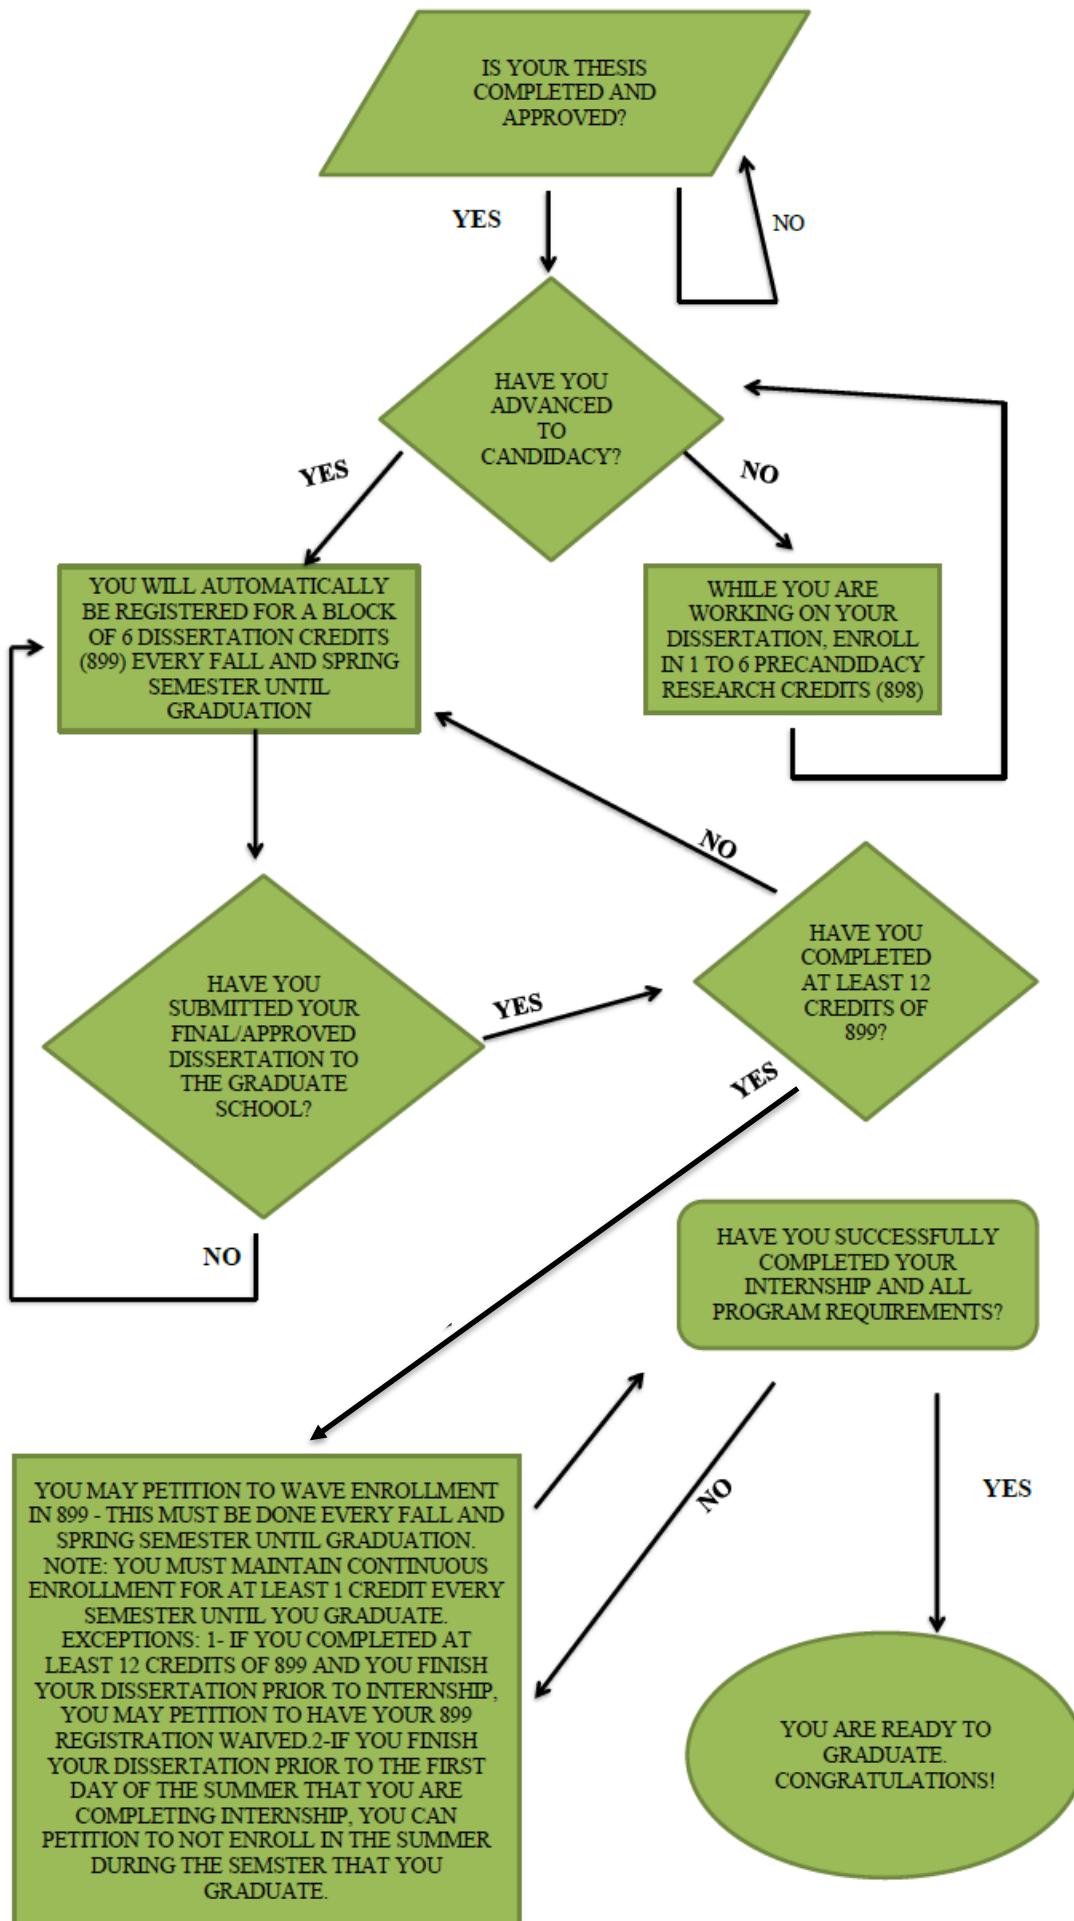 IS YOUR THESIS
COMPLETED AND
APPROVED?
YES
NO
HAVE YOU
ADVANCED
TO
CANDIDACY?
YES
NO
YOU WILL AUTOMATICALLY
BE REGISTERED FOR A BLOCK
OF 6 DISSERTATION CREDITS
(899) EVERY FALL AND SPRING
SEMESTER UNTIL
GRADUATION
WHILE YOU ARE
WORKING ON YOUR
DISSERTATION, ENROLL
IN 1 TO 6 PRECANDIDACY
RESEARCH CREDITS (898)
NO
HAVE YOU
COMPLETED
AT LEAST 12
CREDITS OF
899?
HAVE YOU
SUBMITTED YOUR
FINAL/APPROVED
DISSERTATION TO
THE GRADUATE
SCHOOL?
YES
YES
NO
HAVE YOU SUCCESSFULLY
COMPLETED YOUR
INTERNSHIP AND ALL
PROGRAM REQUIREMENTS?
NO
YES
YOU MAY PETITION TO WAVE ENROLLMENT
IN 899 - THIS MUST BE DONE EVERY FALL AND
SPRING SEMESTER UNTIL GRADUATION.
NOTE: YOU MUST MAINTAIN CONTINUOUS
ENROLLMENT FOR AT LEAST 1 CREDIT EVERY
SEMESTER UNTIL YOU GRADUATE.
EXCEPTIONS: 1- IF YOU COMPLETED AT
LEAST 12 CREDITS OF 899 AND YOU FINISH
YOUR DISSERTATION PRIOR TO INTERNSHIP,
YOU MAY PETITION TO HAVE YOUR 899
REGISTRATION WAIVED.2-IF YOU FINISH
YOUR DISSERTATION PRIOR TO THE FIRST
DAY OF THE SUMMER THAT YOU ARE
COMPLETING INTERNSHIP, YOU CAN
PETITION TO NOT ENROLL IN THE SUMMER
DURING THE SEMSTER THAT YOU
GRADUATE.
YOU ARE READY TO
GRADUATE.
CONGRATULATIONS!